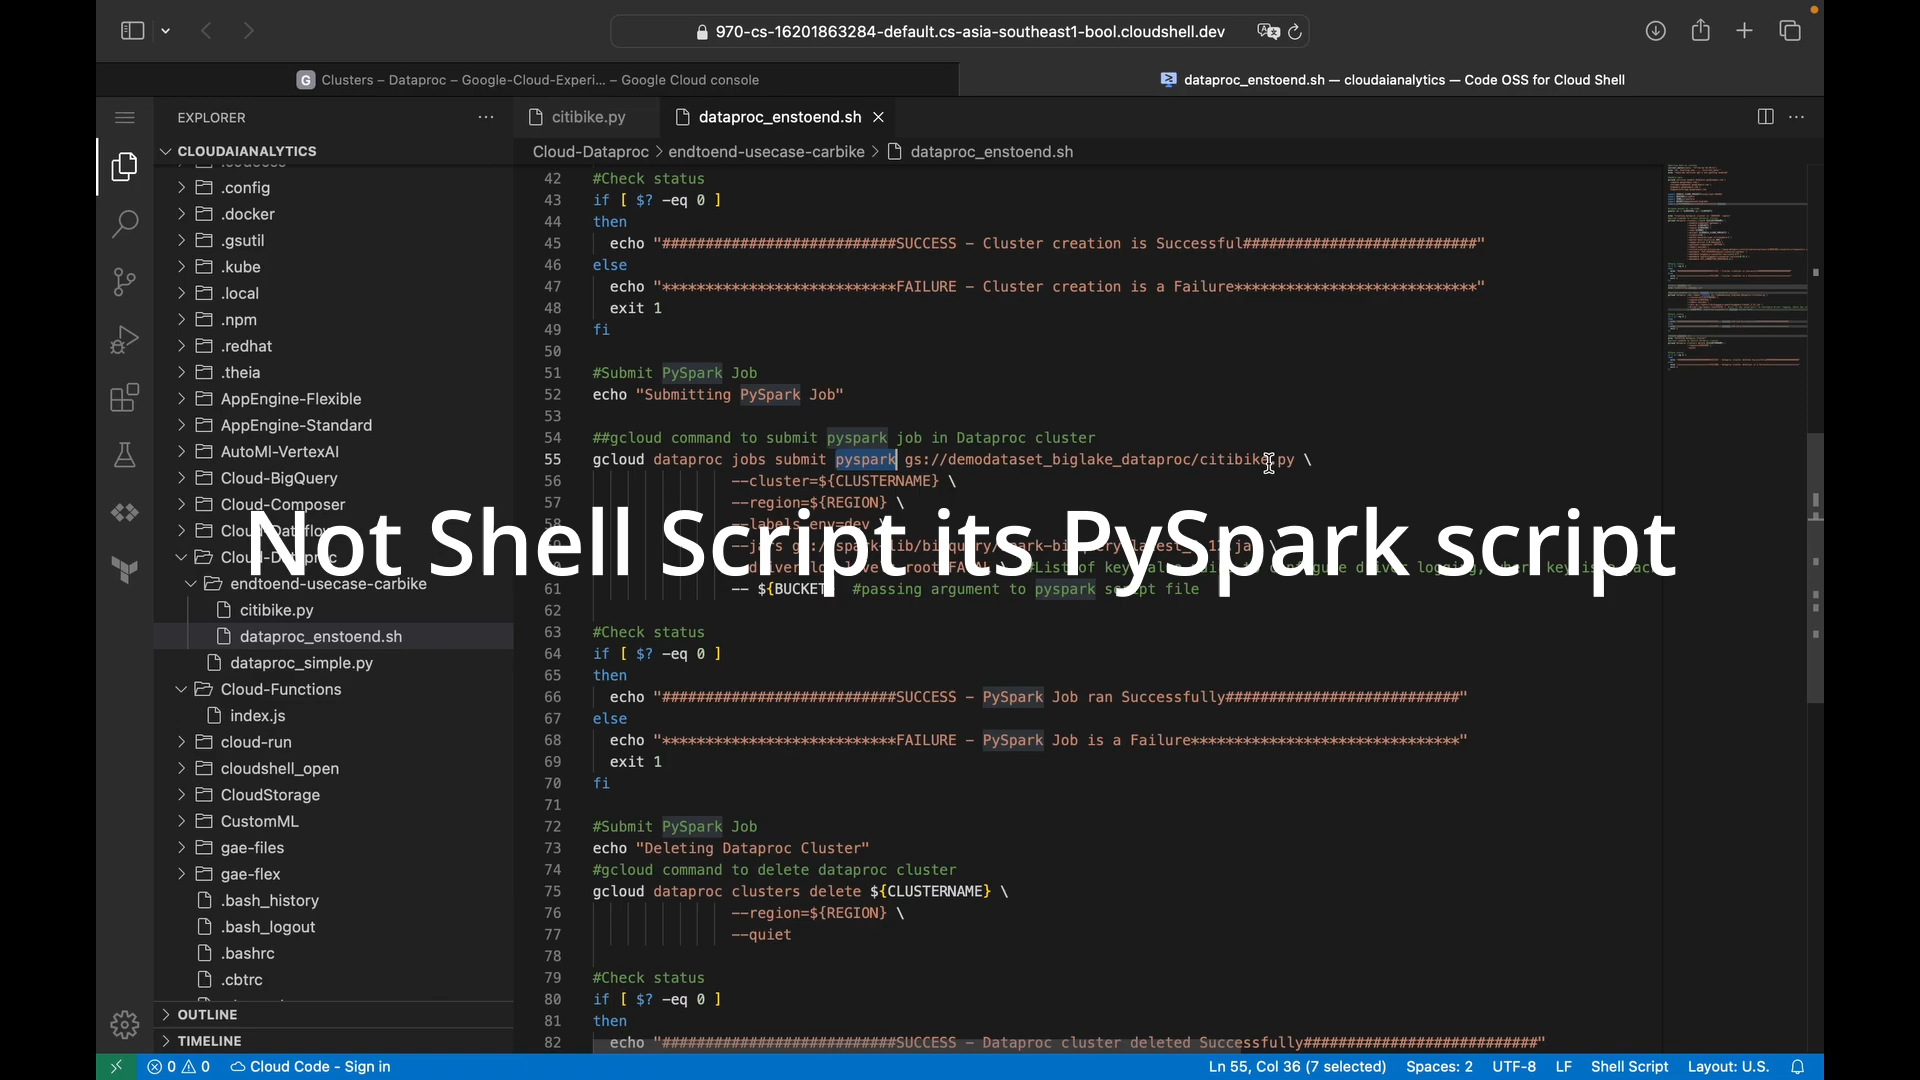 970-cs-16201863284-default.cs-asia-southeast1-bool.cloudshell.dev
G Clusters – Dataproc – Google-Cloud-Experi... – Google Cloud console
dataproc_enstoend.sh — cloudaianalytics — Code OSS for Cloud Shell
EXPLORER
citibike.py
dataproc_enstoend.sh
CLOUDAIANALYTICS
Cloud-Dataproc > endtoend-usecase-carbike > dataproc_enstoend.sh
.config
.docker
.gsutil
.kube
.local
.npm
.redhat
.theia
AppEngine-Flexible
AppEngine-Standard
AutoMl-VertexAI
Cloud-BigQuery
Cloud-Composer
endtoend-usecase-carbike
citibike.py
dataproc_enstoend.sh
dataproc_simple.py
Cloud-Functions
index.js
cloud-run
cloudshell_open
CloudStorage
CustomML
gae-files
gae-flex
.bash_history
.bash_logout
.bashrc
.cbtrc
OUTLINE
TIMELINE
42 #Check status
43 if [ $? -eq 0 ]
44 then
45 echo "###########################SUCCESS - Cluster creation is Successful###########################"
46 else
47 echo "***************************FAILURE - Cluster creation is a Failure****************************"
48 exit 1
49 fi
50
51 #Submit PySpark Job
52 echo "Submitting PySpark Job"
53
54 ##gcloud command to submit pyspark job in Dataproc cluster
55 gcloud dataproc jobs submit pyspark gs://demodataset_biglake_dataproc/citibike.py \
56 --cluster=${CLUSTERNAME} \
57 --region=${REGION} \
Not Shell Script its PySpark script
61 -- ${BUCKET #passing argument to pyspark script file
62
63 #Check status
64 if [ $? -eq 0 ]
65 then
66 echo "###########################SUCCESS - PySpark Job ran Successfully###########################"
67 else
68 echo "***************************FAILURE - PySpark Job is a Failure*******************************"
69 exit 1
70 fi
71
72 #Submit PySpark Job
73 echo "Deleting Dataproc Cluster"
74 #gcloud command to delete dataproc cluster
75 gcloud dataproc clusters delete ${CLUSTERNAME} \
76 --region=${REGION} \
77 --quiet
78
79 #Check status
80 if [ $? -eq 0 ]
81 then
82 echo "###########################SUCCESS - Dataproc cluster deleted Successfully###########################"
0 0 Cloud Code - Sign in
Ln 55, Col 36 (7 selected) Spaces: 2 UTF-8 LF Shell Script Layout: U.S.